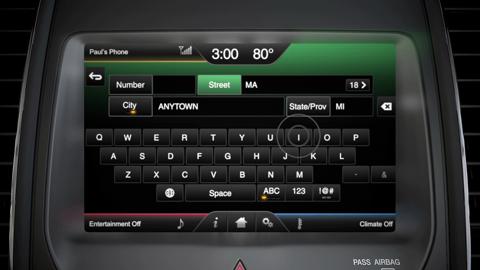 Paul's Phone 3:00 80°
Number Street MA 18 >
City ANYTOWN State/Prov MI
Q W E R T Y U I O P
A S D F G H J K L
Z X C V B N M - &
Space ABC 123 !@#
Entertainment Off i Climate Off
PASS AIRBAG